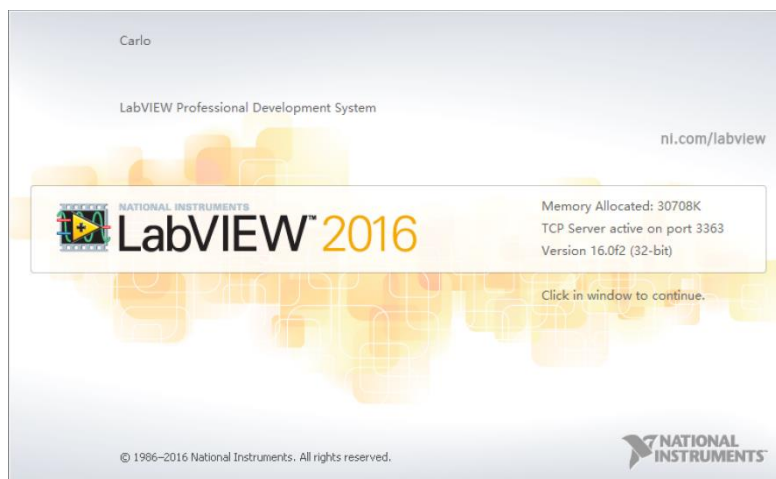 Carlo
LabVIEW Professional Development System
ni.com/labview
NATIONAL INSTRUMENTS
LabVIEW™ 2016
Memory Allocated: 30708K
TCP Server active on port 3363
Version 16.0f2 (32-bit)
Click in window to continue.
© 1986–2016 National Instruments. All rights reserved.
NATIONAL
INSTRUMENTS™